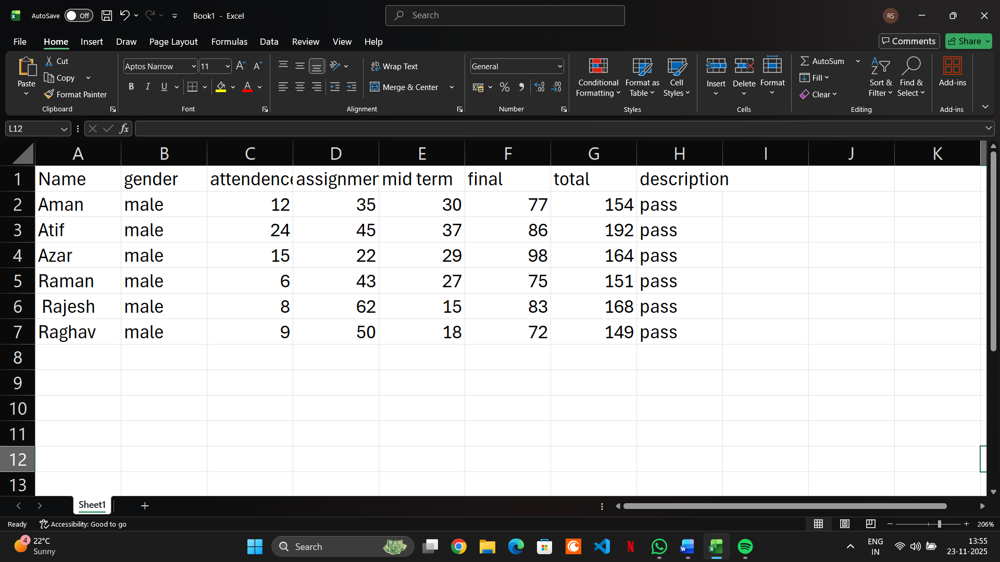 AutoSave Off Book1 - Excel Search RS
File Home Insert Draw Page Layout Formulas Data Review View Help Comments Share
Paste Cut Copy Format Painter Clipboard
Aptos Narrow 11 B I U A Font
Wrap Text Merge & Center Alignment
General % Number
Conditional Formatting Format as Table Cell Styles Styles
Insert Delete Format Cells
AutoSum Fill Clear Sort & Filter Find & Select Editing
Add-ins Add-ins
L12 fx
A B C D E F G H I J K
1 Name gender attendence assignmen mid term final total description
2 Aman male 12 35 30 77 154 pass
3 Atif male 24 45 37 86 192 pass
4 Azar male 15 22 29 98 164 pass
5 Raman male 6 43 27 75 151 pass
6 Rajesh male 8 62 15 83 168 pass
7 Raghav male 9 50 18 72 149 pass
8
9
10
11
12
13
Sheet1
Ready Accessibility: Good to go 206%
4 22°C Search ENG 13:55
Sunny IN 23-11-2025